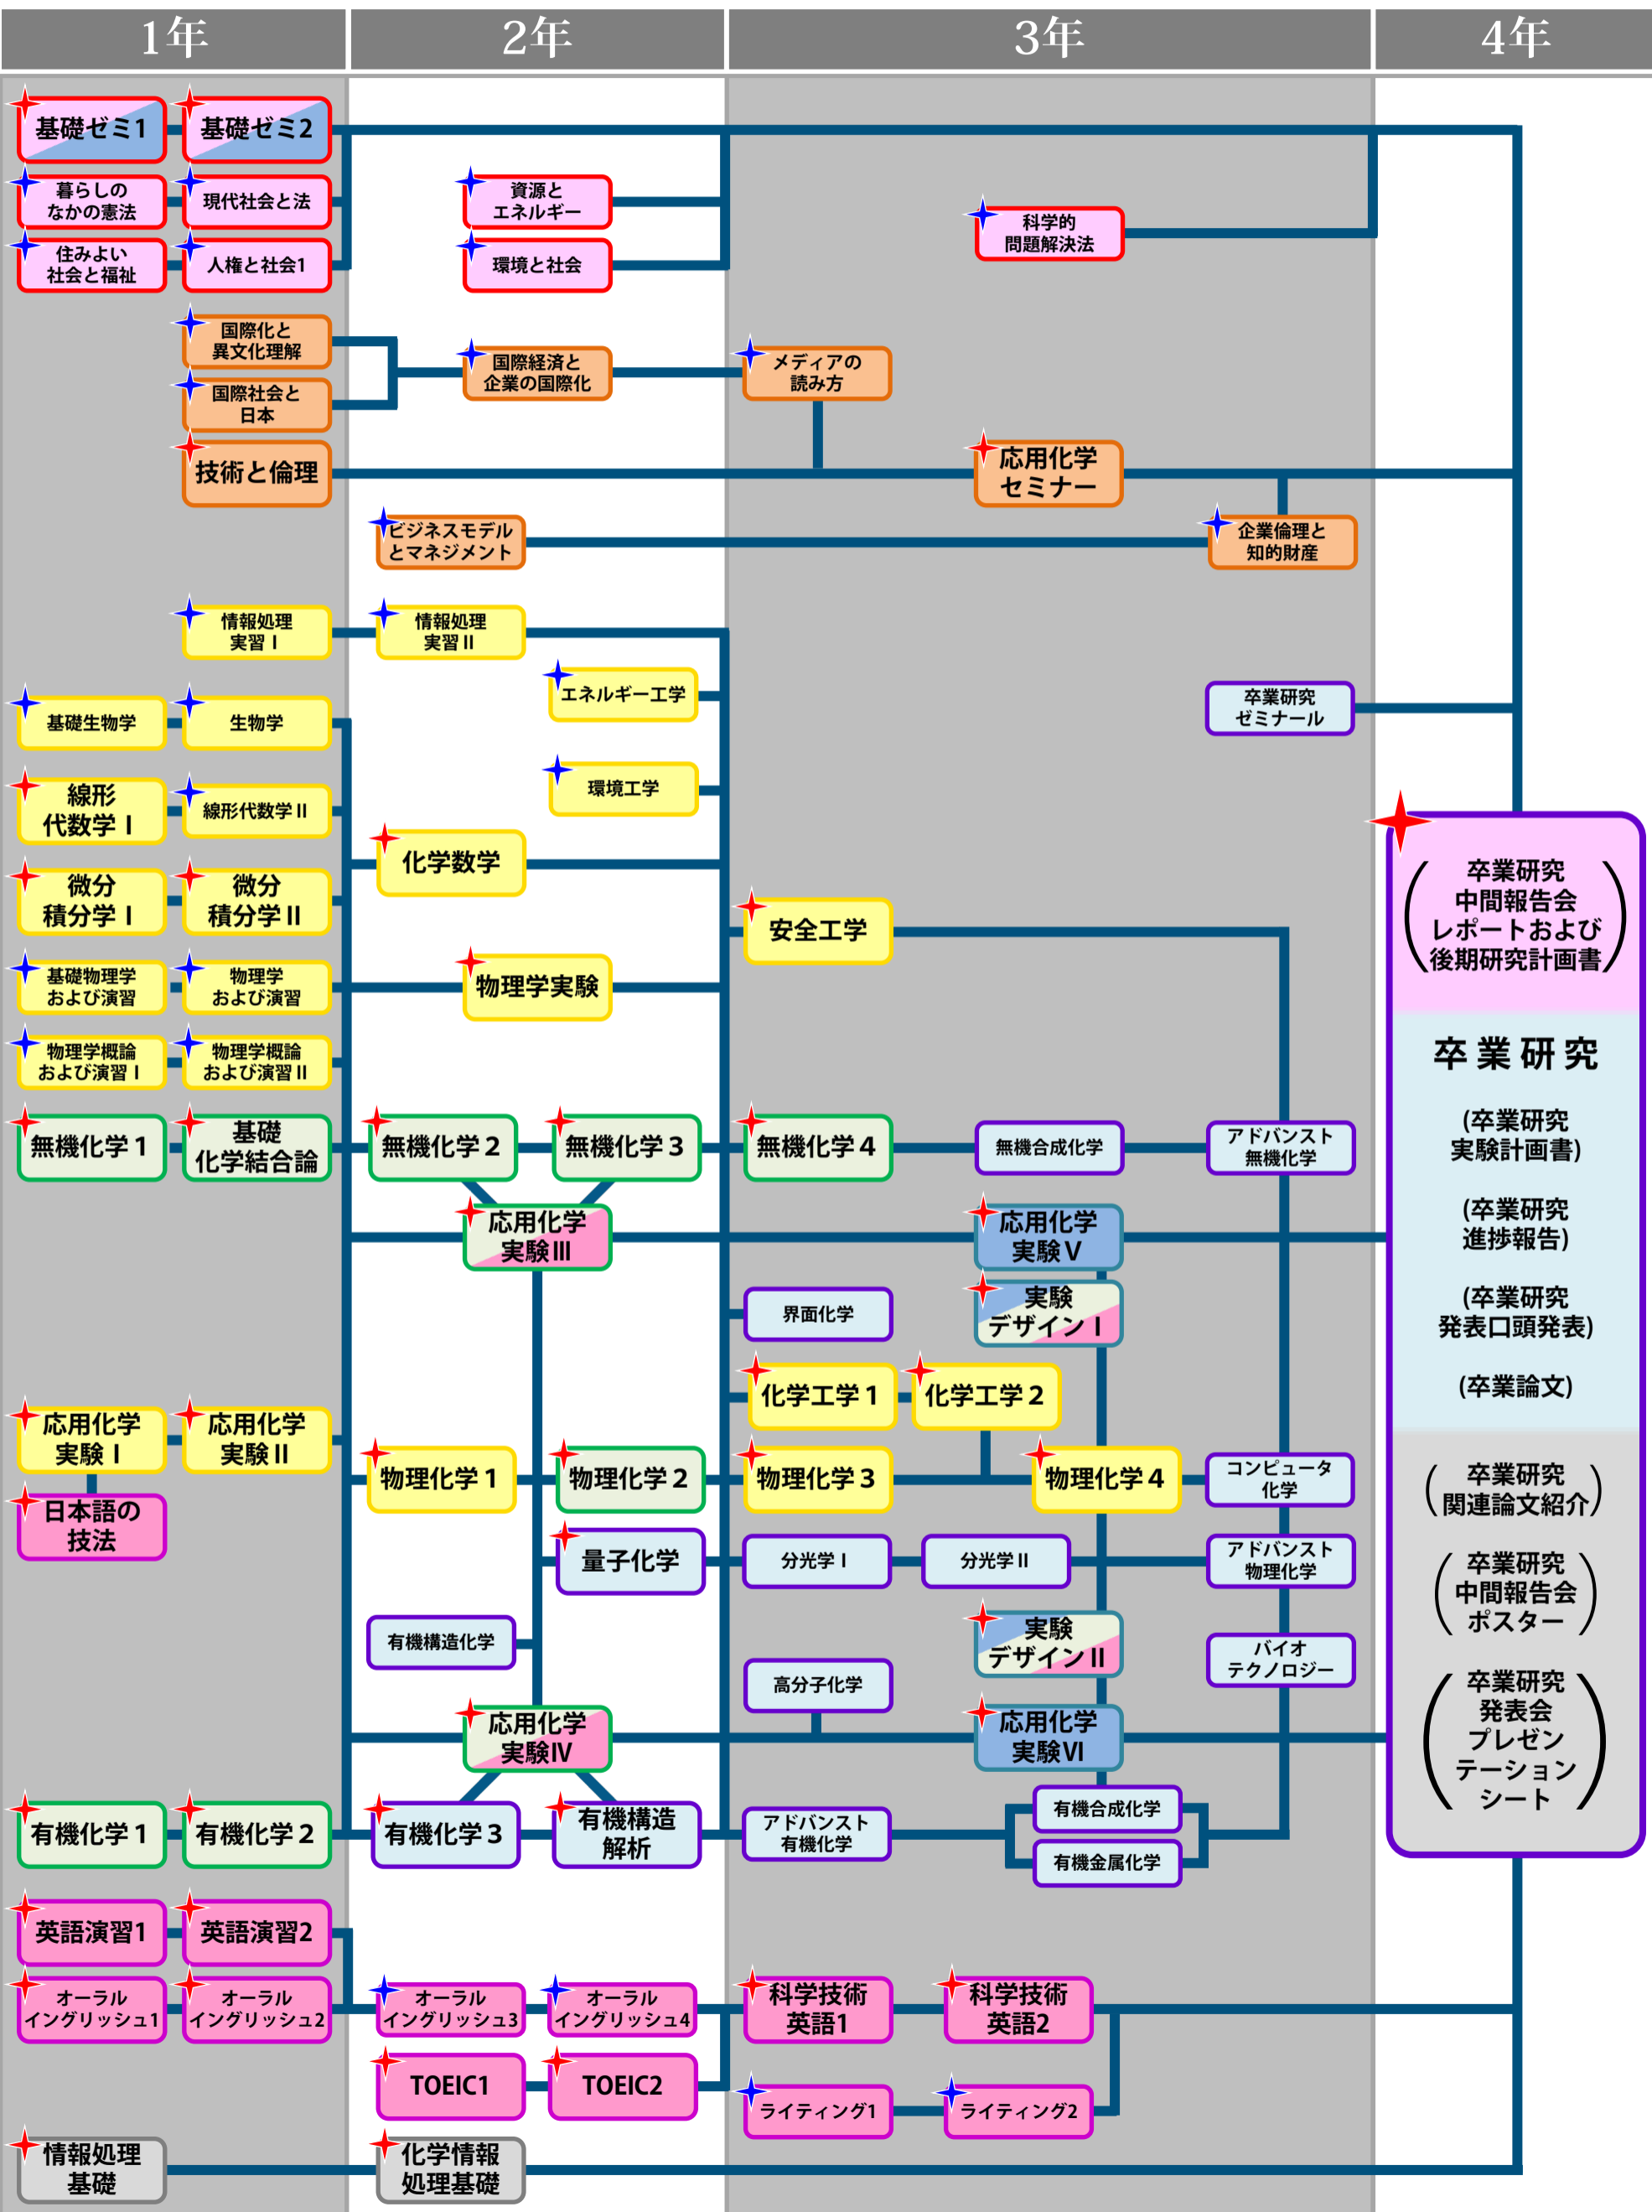 1年
2年
3年
4年
基礎ゼミ1
基礎ゼミ2
暮らしの
なかの憲法
現代社会と法
資源と
エネルギー
科学的
問題解決法
住みよい
社会と福祉
人権と社会1
環境と社会
国際化と
異文化理解
国際社会と
日本
国際経済と
企業の国際化
メディアの
読み方
技術と倫理
応用化学
セミナー
ビジネスモデル
とマネジメント
企業倫理と
知的財産
情報処理
実習Ⅰ
情報処理
実習Ⅱ
エネルギー工学
卒業研究
ゼミナール
基礎生物学
生物学
環境工学
線形
代数学Ⅰ
線形代数学Ⅱ
化学数学
微分
積分学Ⅰ
微分
積分学Ⅱ
安全工学
基礎物理学
および演習
物理学
および演習
物理学実験
物理学概論
および演習Ⅰ
物理学概論
および演習Ⅱ
無機化学1
基礎
化学結合論
無機化学2
無機化学3
無機化学4
無機合成化学
アドバンスト
無機化学
応用化学
実験Ⅲ
応用化学
実験Ⅴ
界面化学
実験
デザインⅠ
化学工学1
化学工学2
応用化学
実験Ⅰ
応用化学
実験Ⅱ
物理化学1
物理化学2
物理化学3
物理化学4
コンピュータ
化学
日本語の
技法
量子化学
分光学Ⅰ
分光学Ⅱ
アドバンスト
物理化学
有機構造化学
実験
デザインⅡ
バイオ
テクノロジー
高分子化学
応用化学
実験Ⅳ
応用化学
実験Ⅵ
有機化学1
有機化学2
有機化学3
有機構造
解析
アドバンスト
有機化学
有機合成化学
有機金属化学
英語演習1
英語演習2
オーラル
イングリッシュ1
オーラル
イングリッシュ2
オーラル
イングリッシュ3
オーラル
イングリッシュ4
科学技術
英語1
科学技術
英語2
TOEIC1
TOEIC2
ライティング1
ライティング2
情報処理
基礎
化学情報
処理基礎
(卒業研究
中間報告会
レポートおよび
後期研究計画書)
卒業研究
(卒業研究
実験計画書)
(卒業研究
進捗報告)
(卒業研究
発表口頭発表)
(卒業論文)
(卒業研究
関連論文紹介)
(卒業研究
中間報告会
ポスター)
(卒業研究
発表会
プレゼン
テーション
シート)